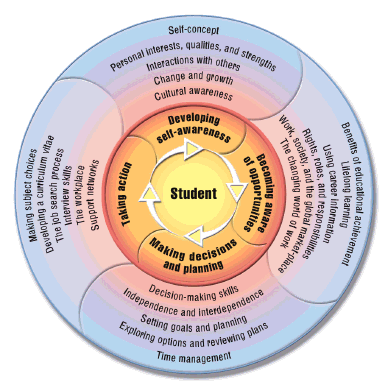 Self-concept
Personal interests, qualities, and strengths
Interactions with others
Change and growth
Cultural awareness
Developing
self-awareness
Becoming aware
of opportunities
Making decisions
and planning
Taking action
Student
Benefits of educational achievement
Lifelong learning
Using career information
Rights, roles, and responsibilities
Work, society, and the global market-place
The changing world of work
Decision-making skills
Independence and interdependence
Setting goals and planning
Exploring options and reviewing plans
Time management
Making subject choices
Developing a curriculum vitae
The job search process
Interview skills
The workplace
Support networks